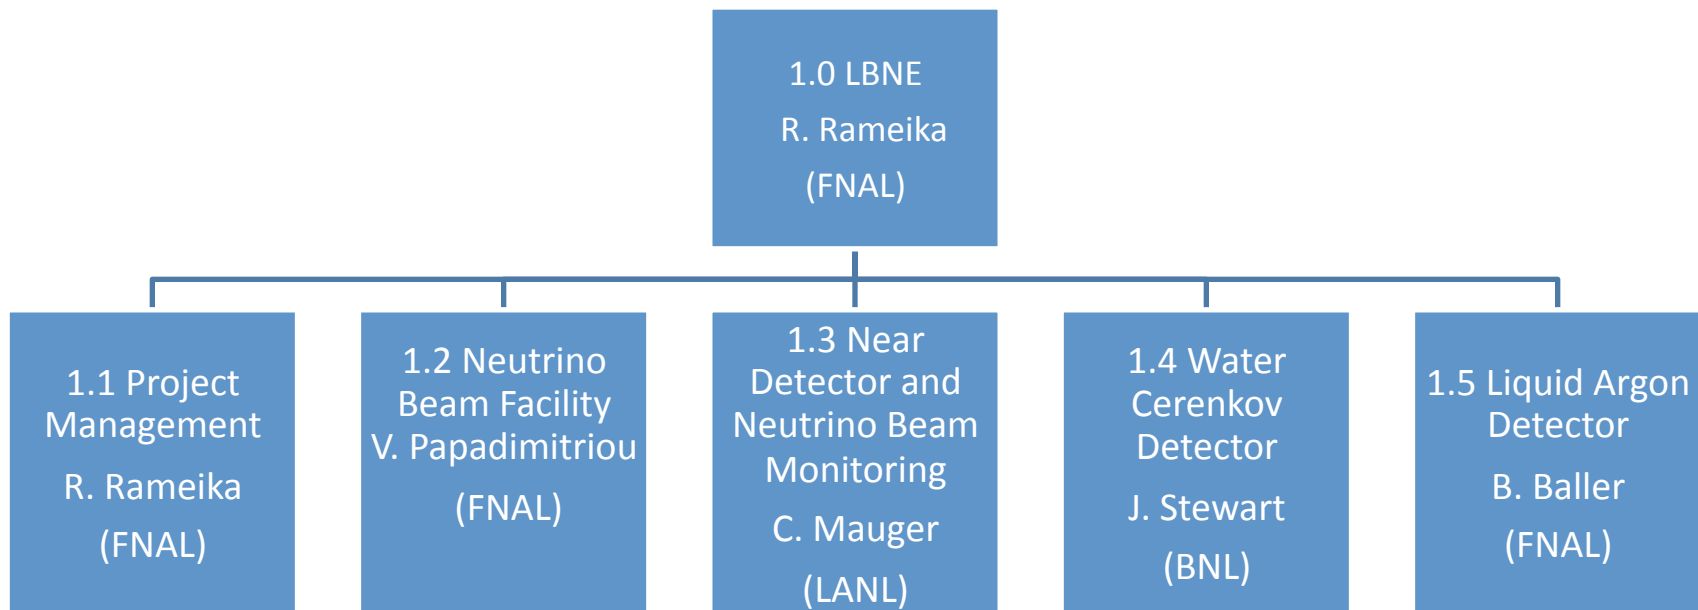 1.0 LBNE
R. Rameika
(FNAL)
1.1 Project
Management
R. Rameika
(FNAL)
1.2 Neutrino
Beam Facility
V. Papadimitriou
(FNAL)
1.3 Near
Detector and
Neutrino Beam
Monitoring
C. Mauger
(LANL)
1.4 Water
Cerenkov
Detector
J. Stewart
(BNL)
1.5 Liquid Argon
Detector
B. Baller
(FNAL)